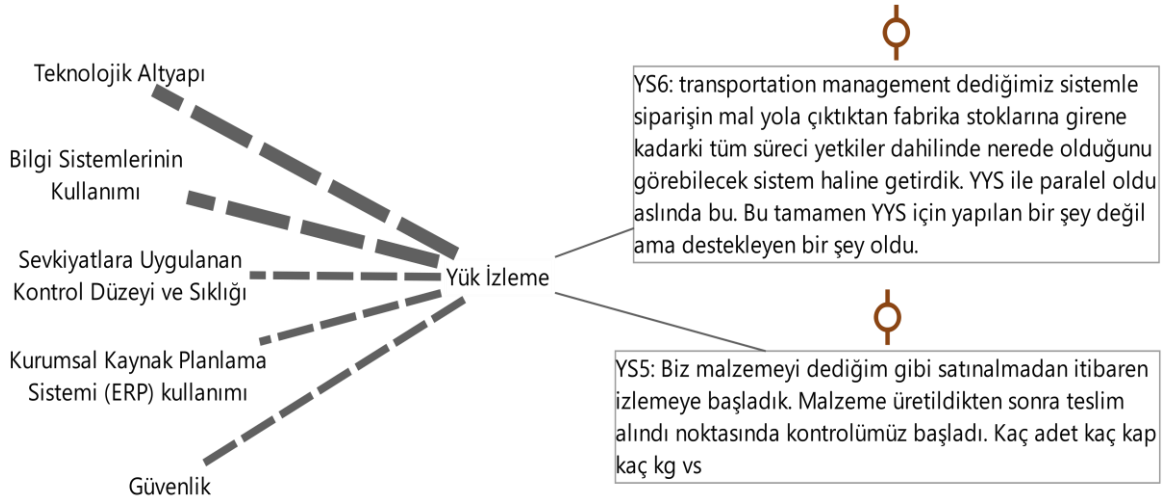 Teknolojik Altyapı
Bilgi Sistemlerinin
Kullanımı
Sevkiyatlara Uygulanan
Kontrol Düzeyi ve Sıklığı
Kurumsal Kaynak Planlama
Sistemi (ERP) kullanımı
Güvenlik
Yük İzleme
YS6: transportation management dediğimiz sistemle
siparişin mal yola çıktıktan fabrika stoklarına girene
kadarki tüm süreci yetkiler dahilinde nerede olduğunu
görebilecek sistem haline getirdik. YYS ile paralel oldu
aslında bu. Bu tamamen YYS için yapılan bir şey değil
ama destekleyen bir şey oldu.
YS5: Biz malzemeyi dediğim gibi satınalmadan itibaren
izlemeye başladık. Malzeme üretildikten sonra teslim
alındı noktasında kontrolümüz başladı. Kaç adet kaç kap
kaç kg vs